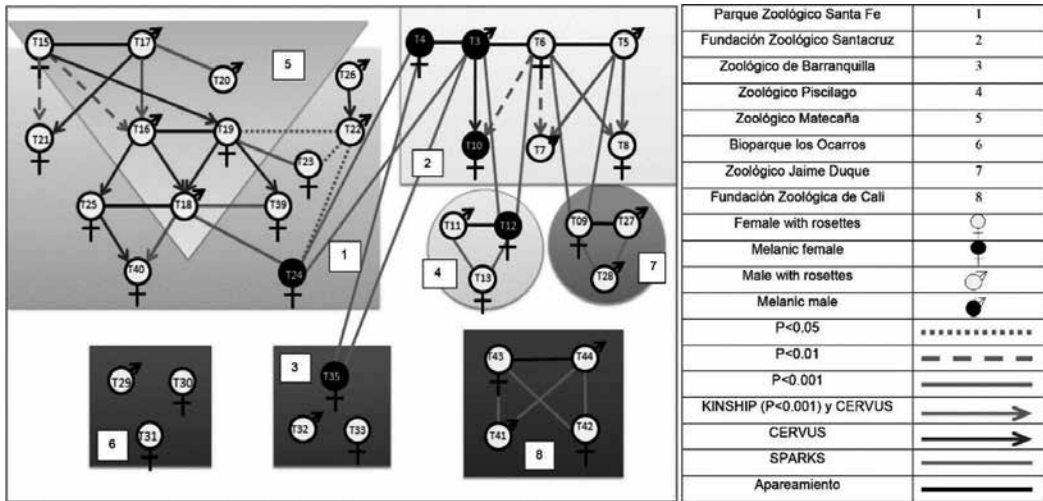 T15
T17
T20
5
T26
T21
T16
T19
T22
T23
T25
T18
T39
T40
T24
1
T4
T3
T6
T5
T10
T7
T8
2
T11
T12
T13
4
T09
T27
T28
7
T29
T30
T31
6
3
T35
T32
T33
T43
T44
T41
T42
8
Parque Zoológico Santa Fe 1
Fundación Zoológico Santacruz 2
Zoológico de Barranquilla 3
Zoológico Piscilago 4
Zoológico Matecaña 5
Bioparque los Ocarros 6
Zoológico Jaime Duque 7
Fundación Zoológica de Cali 8
Female with rosettes
Melanic female
Male with rosettes
Melanic male
P<0.05
P<0.01
P<0.001
KINSHIP (P<0.001) y CERVUS
CERVUS
SPARKS
Apareamiento